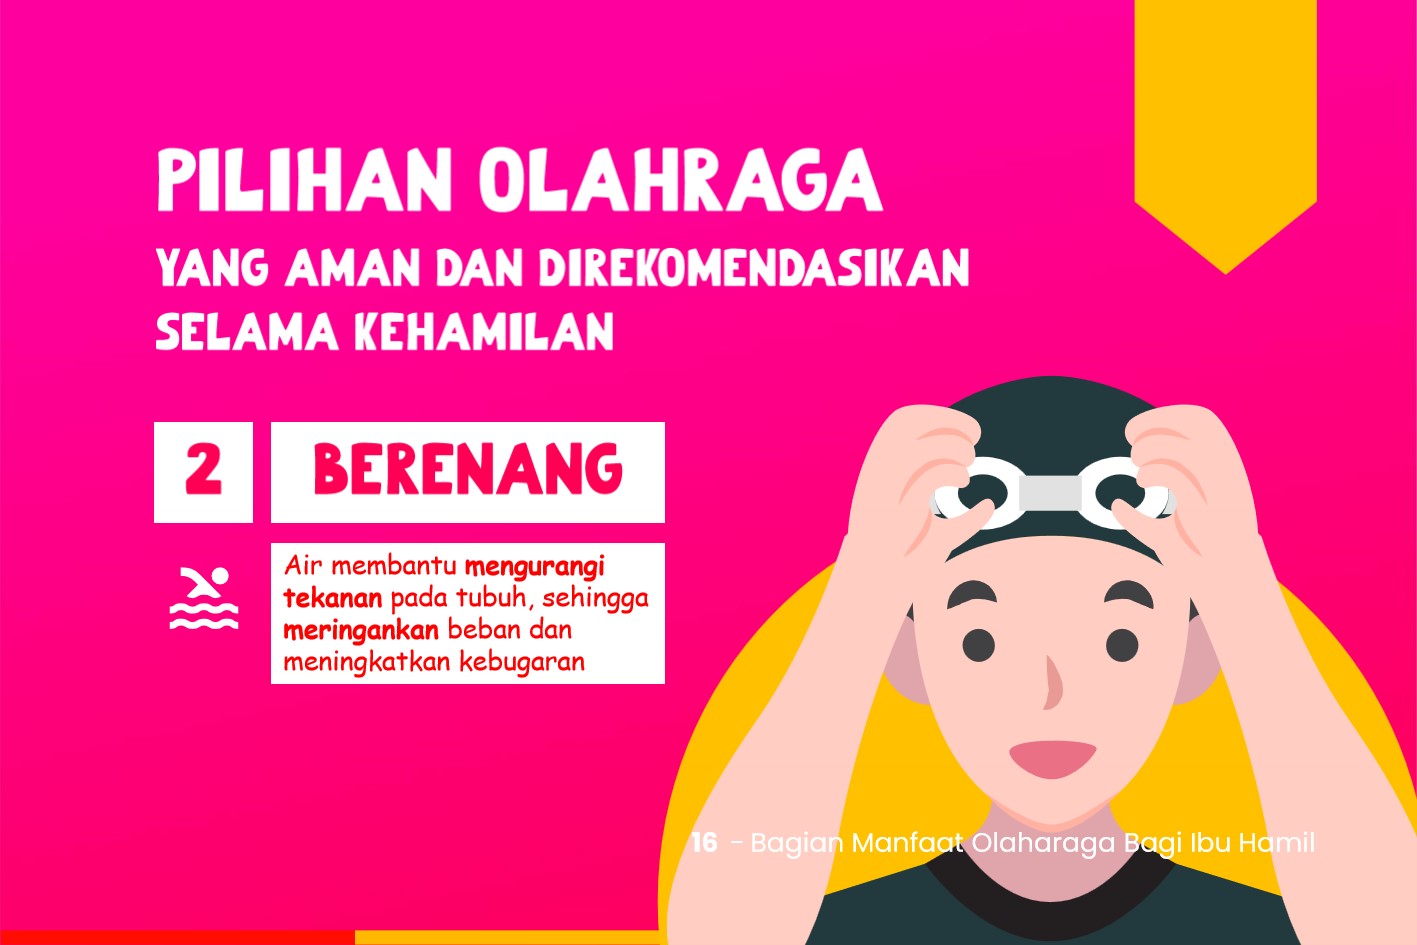 PILIHAN OLAHRAGA
YANG AMAN DAN DIREKOMENDASIKAN
SELAMA KEHAMILAN
2 BERENANG
Air membantu mengurangi
tekanan pada tubuh, sehingga
meringankan beban dan
meningkatkan kebugaran
16 - Bagian Manfaat Olaharaga Bagi Ibu Hamil